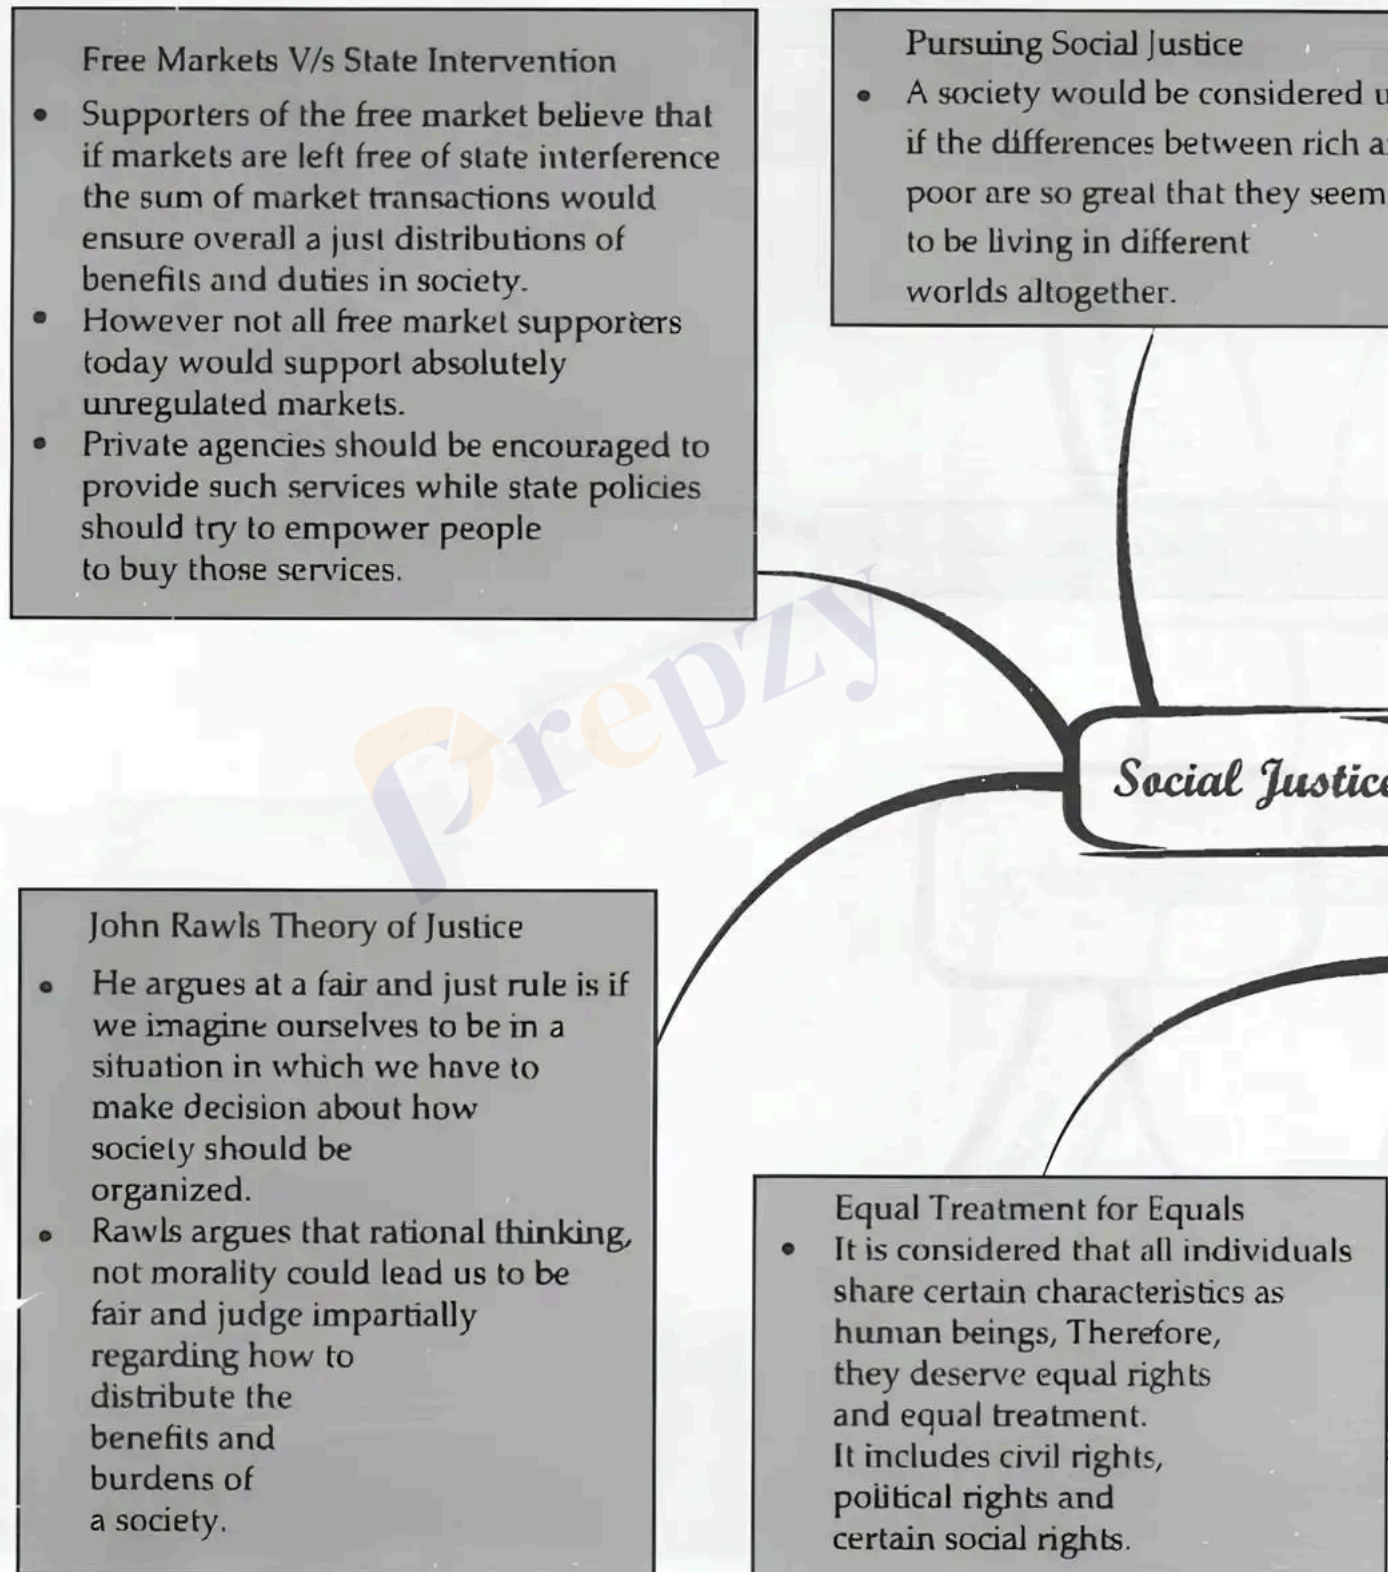 Free Markets V/s State Intervention
• Supporters of the free market believe that
if markets are left free of state interference
the sum of market transactions would
ensure overall a just distributions of
benefits and duties in society.
• However not all free market supporters
today would support absolutely
unregulated markets.
• Private agencies should be encouraged to
provide such services while state policies
should try to empower people
to buy those services.
Pursuing Social Justice
• A society would be considered
if the differences between rich
poor are so great that they seem
to be living in different
worlds altogether.
Prepzy
Social Justice
John Rawls Theory of Justice
• He argues at a fair and just rule is if
we imagine ourselves to be in a
situation in which we have to
make decision about how
society should be
organized.
• Rawls argues that rational thinking,
not morality could lead us to be
fair and judge impartially
regarding how to
distribute the
benefits and
burdens of
a society.
Equal Treatment for Equals
• It is considered that all individuals
share certain characteristics as
human beings, Therefore,
they deserve equal rights
and equal treatment.
It includes civil rights,
political rights and
certain social rights.